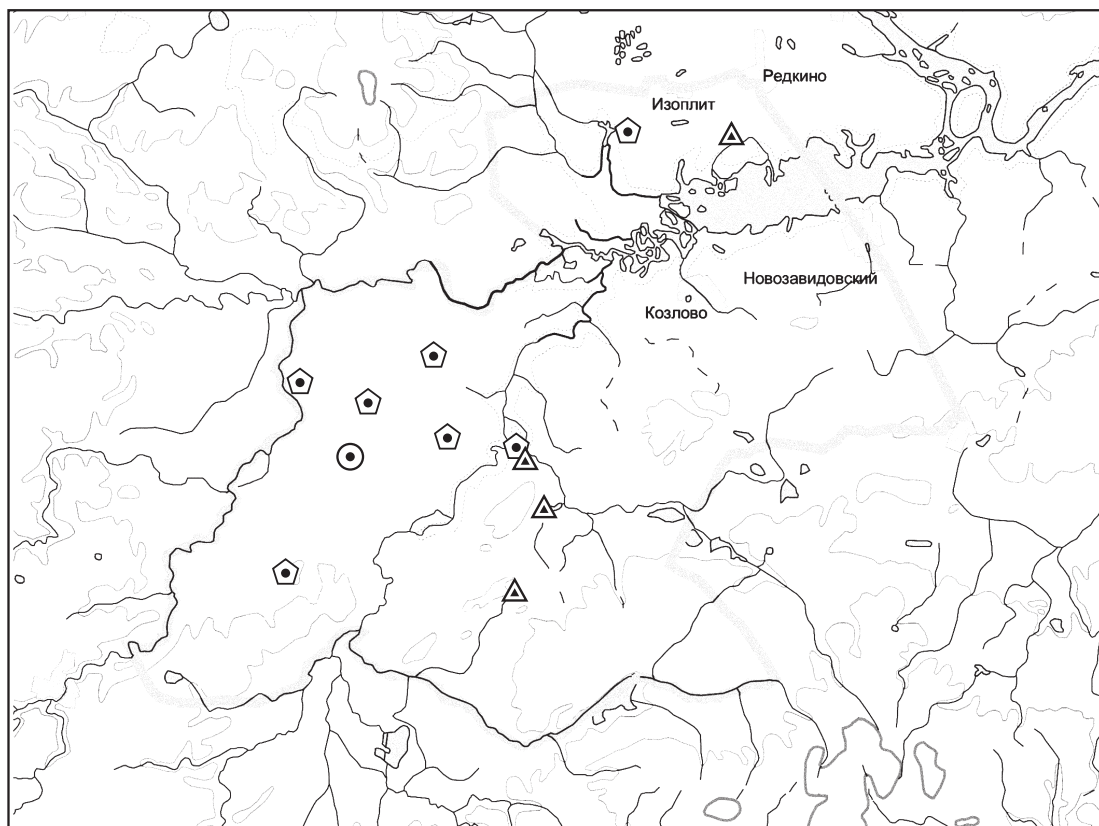 Редкино
Изоплит
Новозавидовский
Козлово